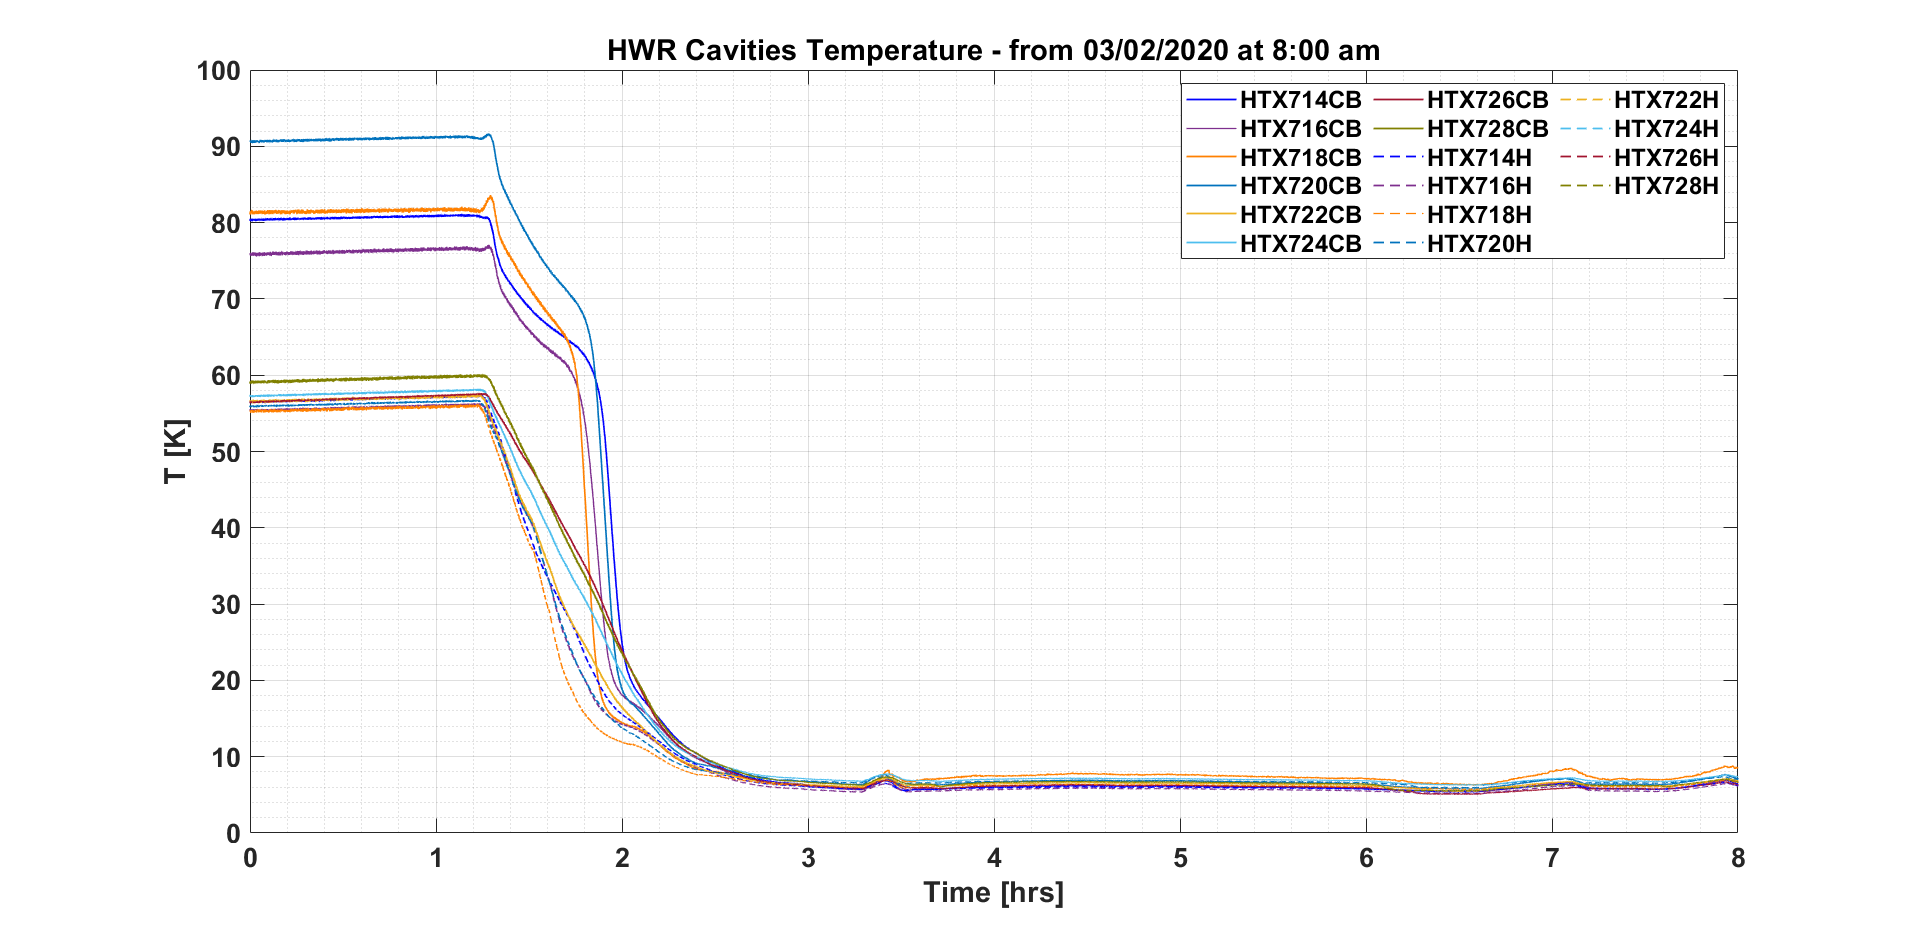 HWR Cavities Temperature - from 03/02/2020 at 8:00 am
100
90
80
70
60
50
40
30
20
10
0
T [K]
HTX714CB HTX726CB HTX722H
HTX716CB HTX728CB HTX724H
HTX718CB HTX714H HTX726H
HTX720CB HTX716H HTX728H
HTX722CB HTX718H
HTX724CB HTX720H
0 1 2 3 4 5 6 7 8
Time [hrs]